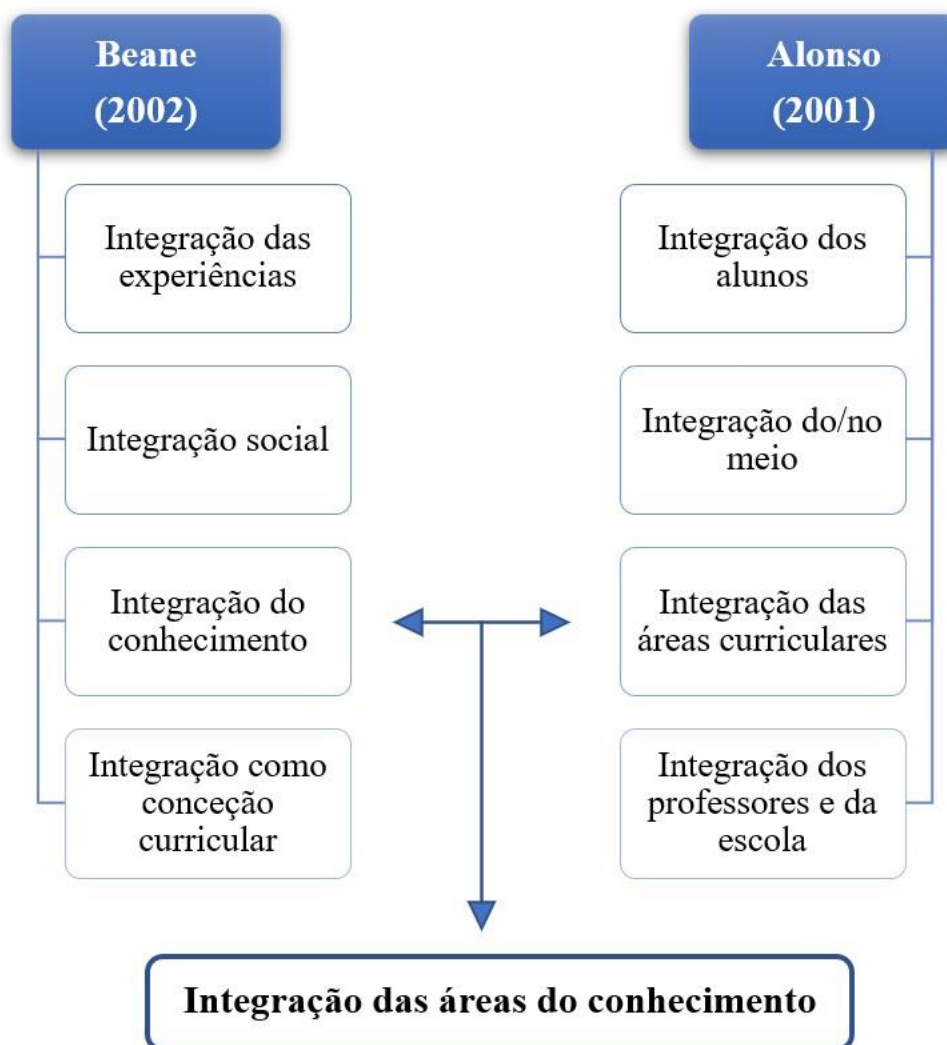 Beane
(2002)
Integração das
experiências
Integração social
Integração do
conhecimento
Integração como
conceção
curricular
Alonso
(2001)
Integração dos
alunos
Integração do/no
meio
Integração das
áreas curriculares
Integração dos
professores e da
escola
Integração das áreas do conhecimento